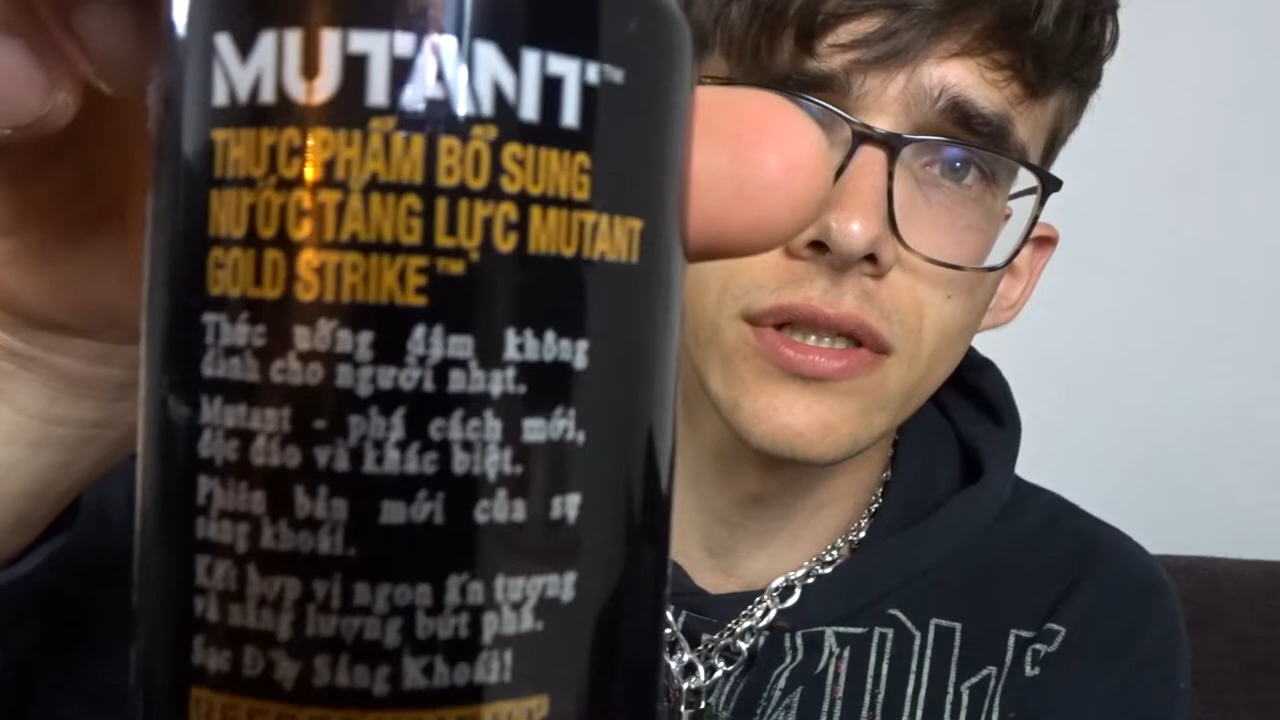 MUTANT™
THỰC PHẨM BỔ SUNG
NƯỚC TĂNG LỰC MUTANT
GOLD STRIKE™
Thức uống đậm không
dành cho người nhạt.
Mutant - phá cách mới,
độc đáo và khác biệt.
Phiên bản mới của sự
sảng khoái.
Kết hợp vị ngon ấn tượng
và năng lượng bứt phá.
Sạc Đầy Sảng Khoái!